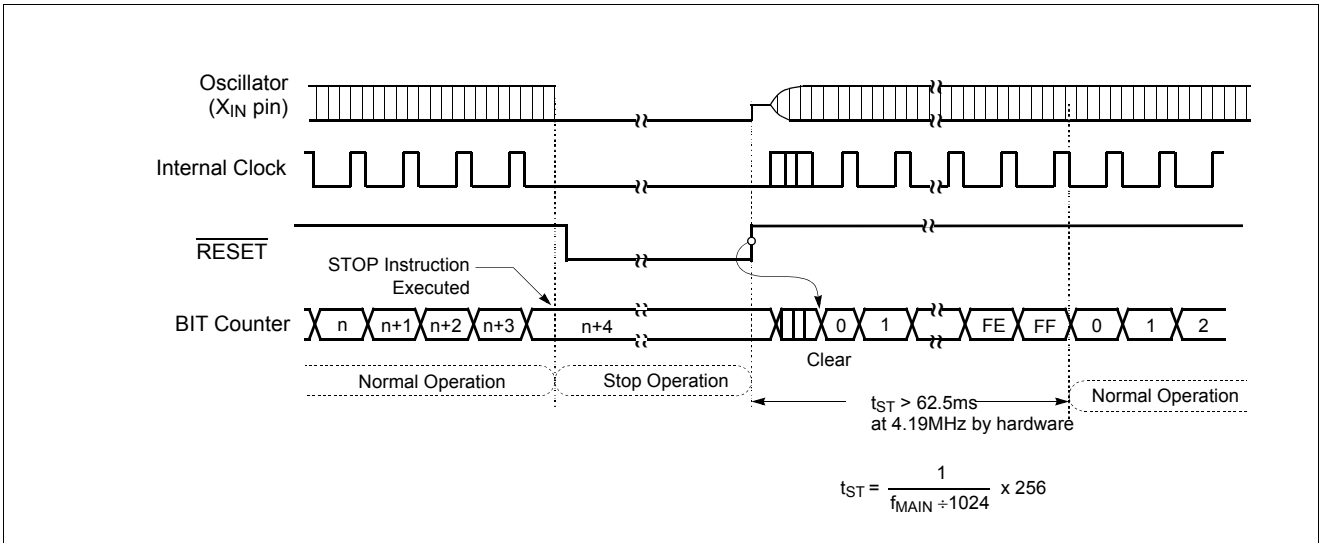 Oscillator
(XIN pin)
Internal Clock
RESET
STOP Instruction
Executed
BIT Counter
n n+1 n+2 n+3 n+4 0 1 FE FF 0 1 2
Clear
Normal Operation
Stop Operation
Normal Operation
tST > 62.5ms
at 4.19MHz by hardware
tST = 1 / fMAIN ÷1024 x 256